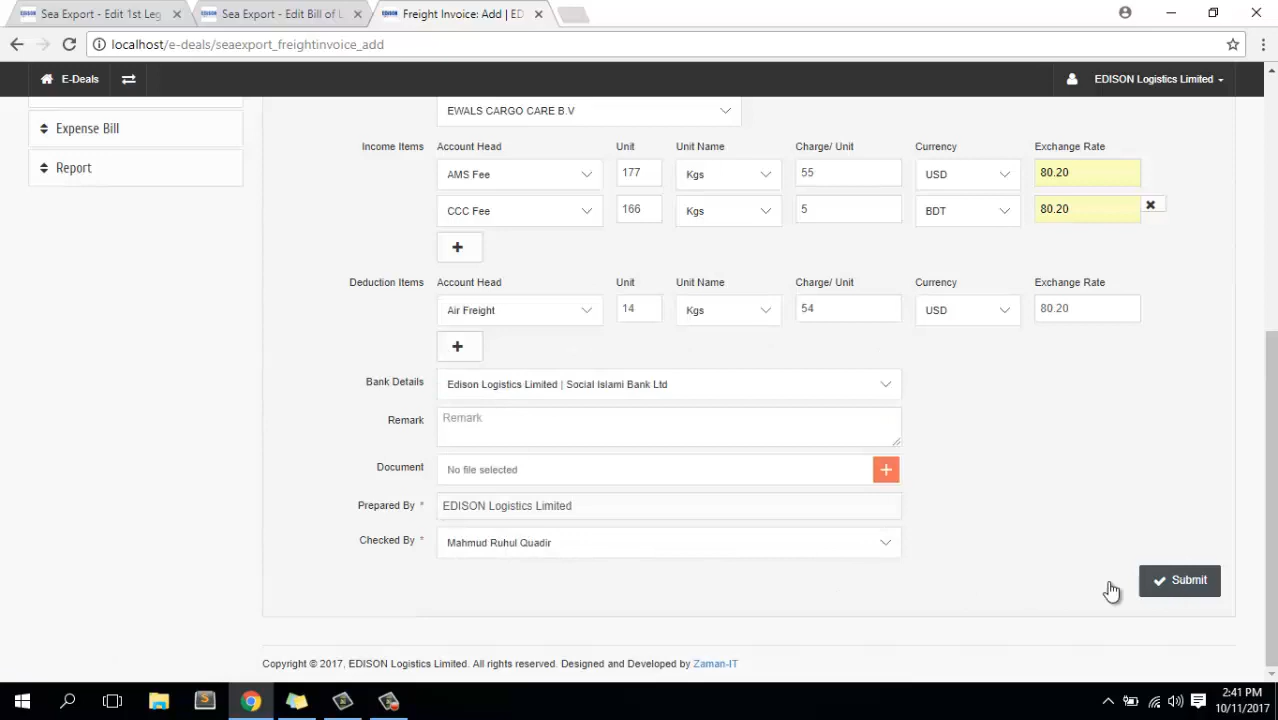 Sea Export - Edit 1st Leg
Sea Export - Edit Bill of L
Freight Invoice: Add | ED
localhost/e-deals/seaexport_freightinvoice_add
E-Deals
EDISON Logistics Limited
Expense Bill
Report
EWALS CARGO CARE B.V
Income Items Account Head Unit Unit Name Charge/ Unit Currency Exchange Rate
AMS Fee 177 Kgs 55 USD 80.20
CCC Fee 166 Kgs 5 BDT 80.20
Deduction Items Account Head Unit Unit Name Charge/ Unit Currency Exchange Rate
Air Freight 14 Kgs 54 USD 80.20
Bank Details Edison Logistics Limited | Social Islami Bank Ltd
Remark Remark
Document No file selected
Prepared By * EDISON Logistics Limited
Checked By * Mahmud Ruhul Quadir
Submit
Copyright © 2017, EDISON Logistics Limited. All rights reserved. Designed and Developed by Zaman-IT
2:41 PM
10/11/2017